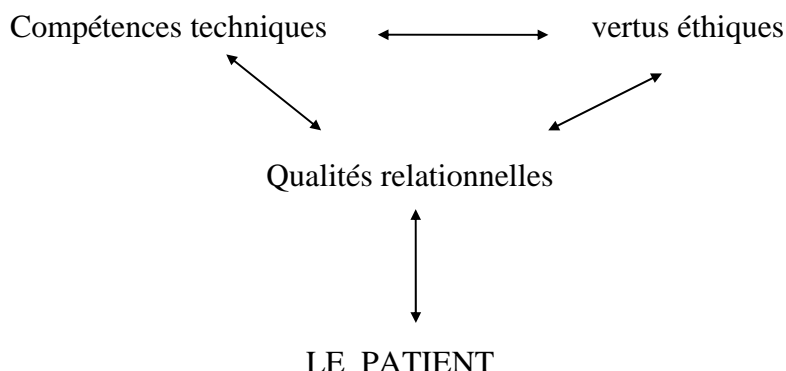 Compétences techniques vertus éthiques
Qualités relationnelles
LE PATIENT